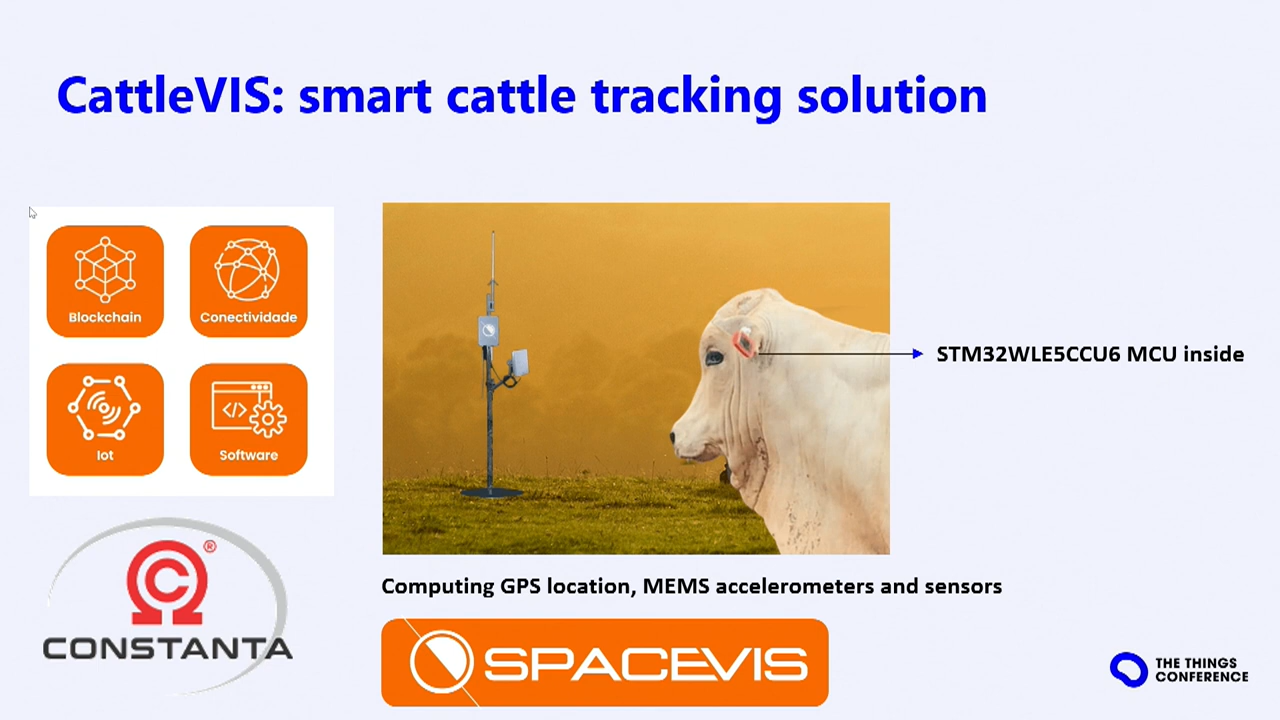 CattleVIS: smart cattle tracking solution
Blockchain
Conectividade
Iot
Software
STM32WLE5CCU6 MCU inside
Computing GPS location, MEMS accelerometers and sensors
C®
CONSTANTA
SPACEVIS
THE THINGS
CONFERENCE